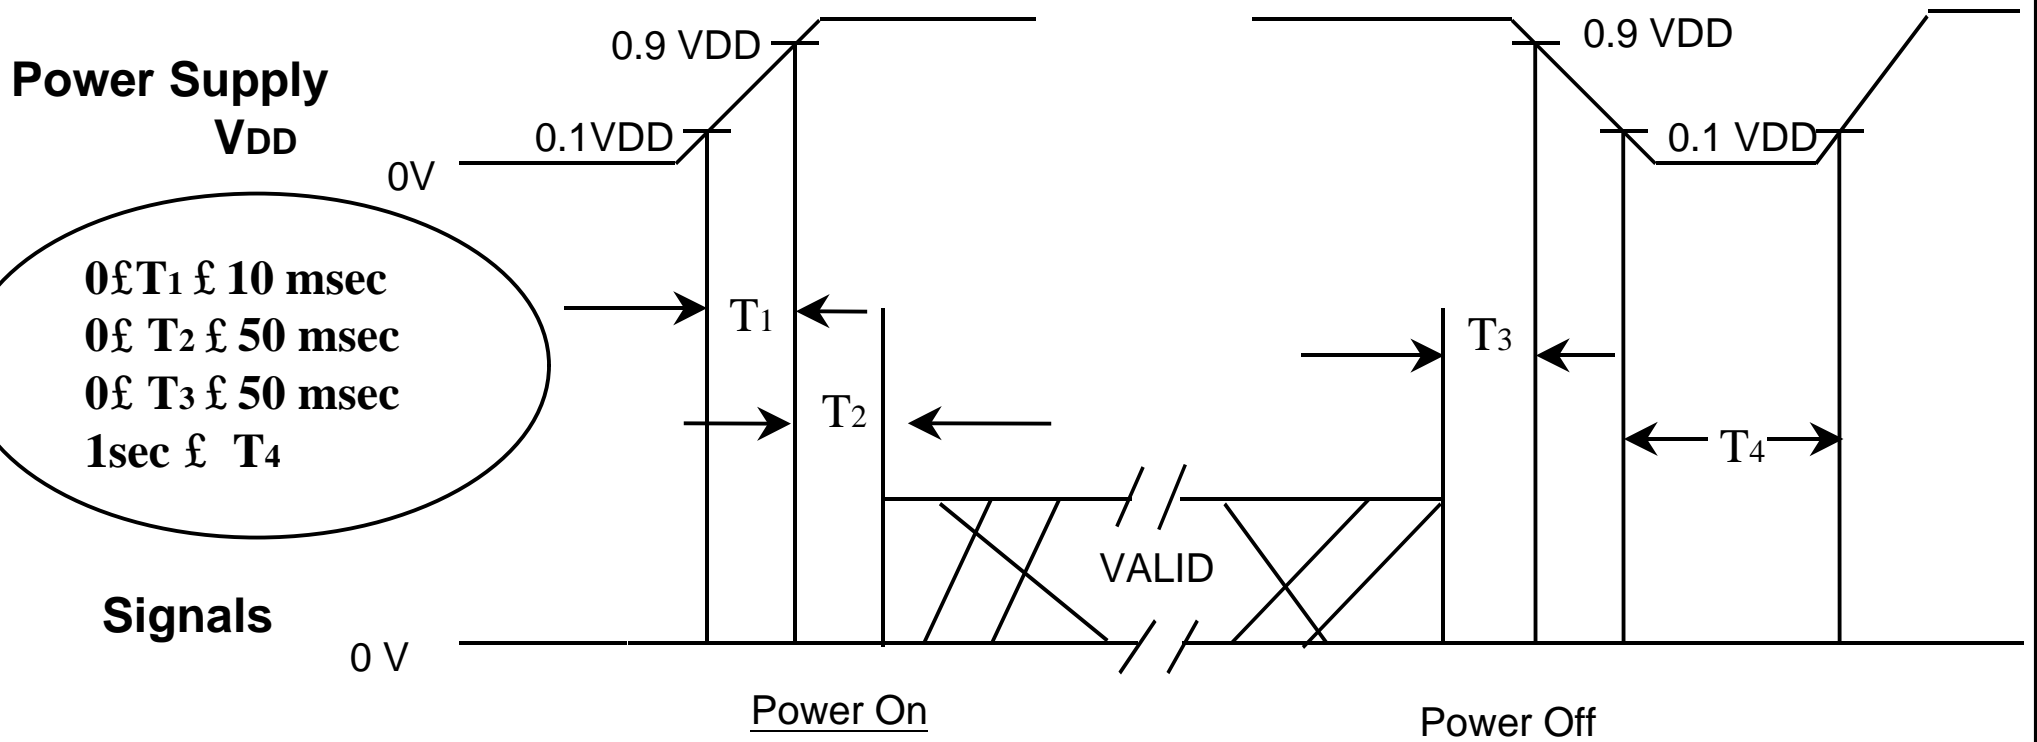 0.9 VDD
0.9 VDD
Power Supply
VDD
0.1VDD
0.1 VDD
0V
0£T1 £ 10 msec
0£ T2 £ 50 msec
0£ T3 £ 50 msec
1sec £ T4
T1
T3
T2
T4
VALID
Signals
0 V
Power On
Power Off